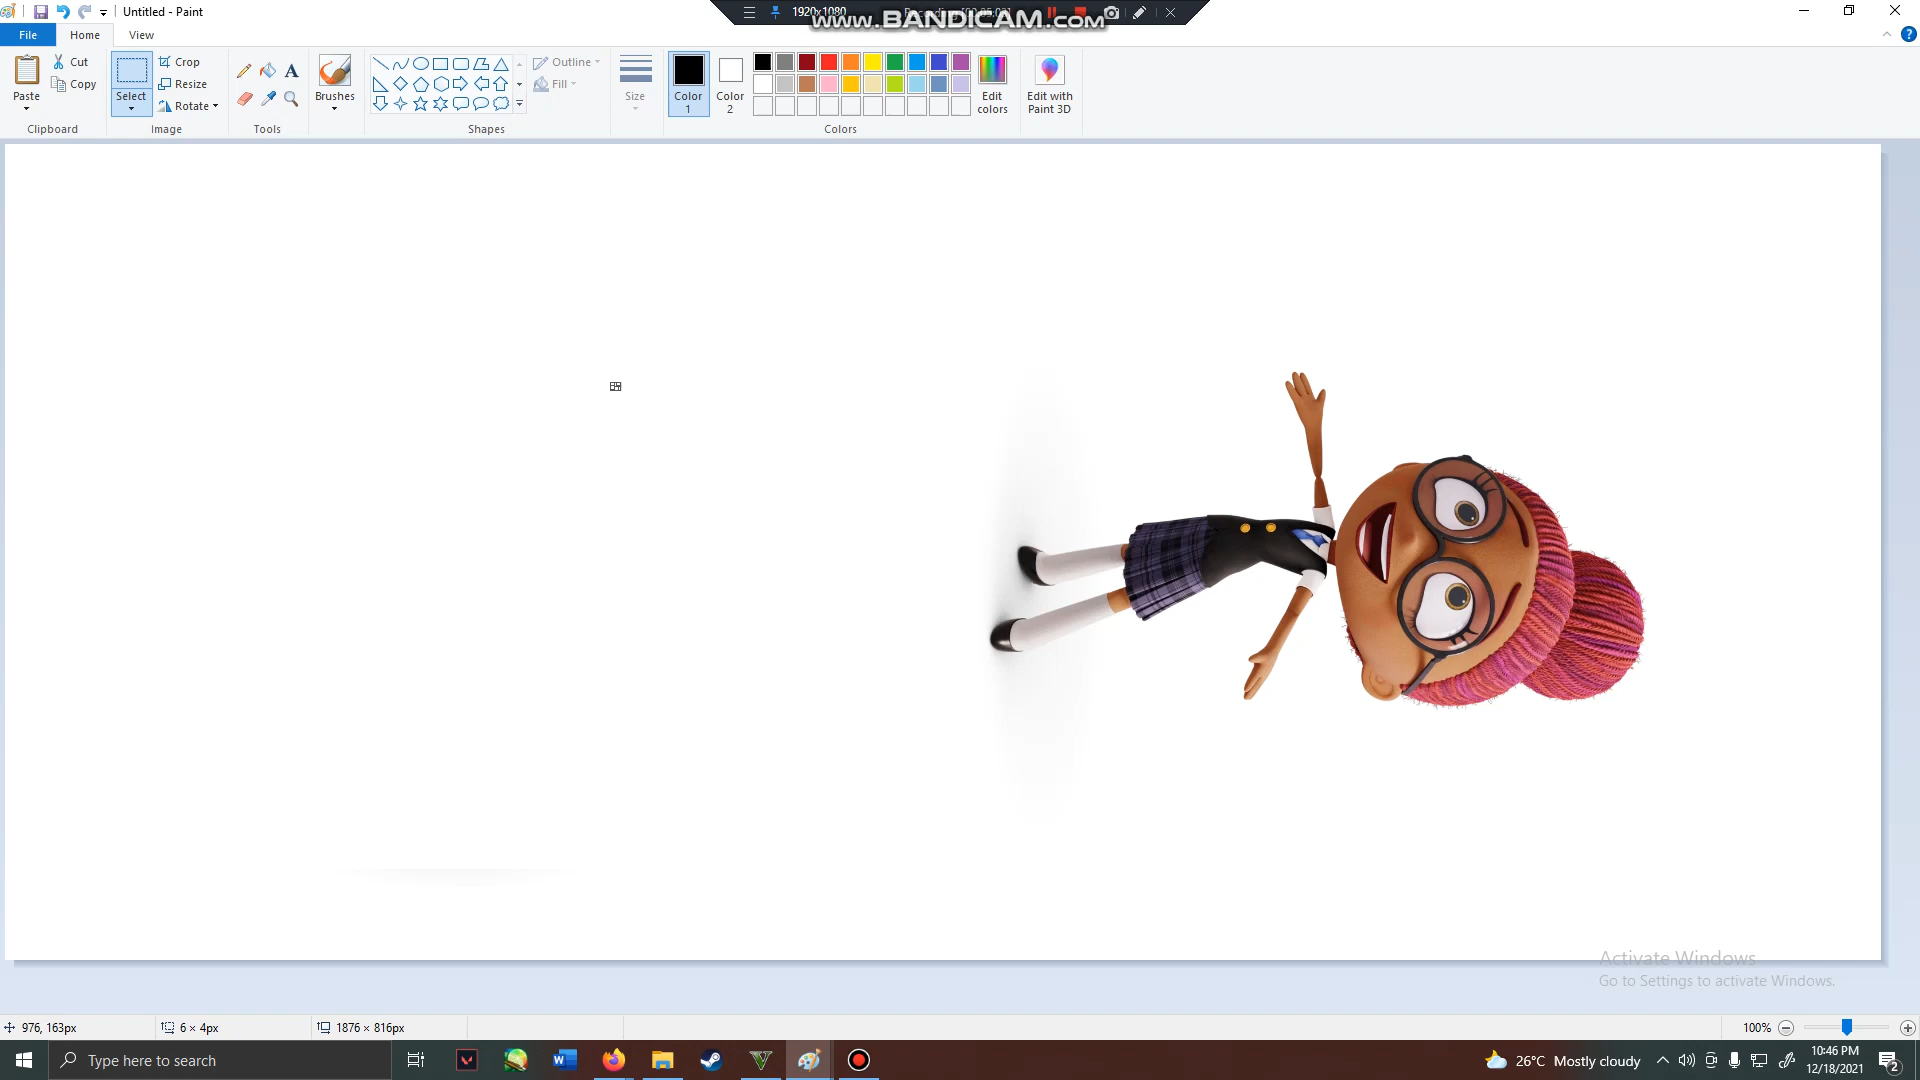 Untitled - Paint
1920x1080
www.BANDICAM.com
File
Home
View
Paste
Cut
Copy
Clipboard
Select
Crop
Resize
Rotate
Image
Tools
Brushes
Shapes
Outline
Fill
Size
Color 1
Color 2
Edit colors
Colors
Edit with Paint 3D
Activate Windows
Go to Settings to activate Windows.
976, 163px
6 × 4px
1876 × 816px
100%
Type here to search
26°C Mostly cloudy
10:46 PM
12/18/2021
2